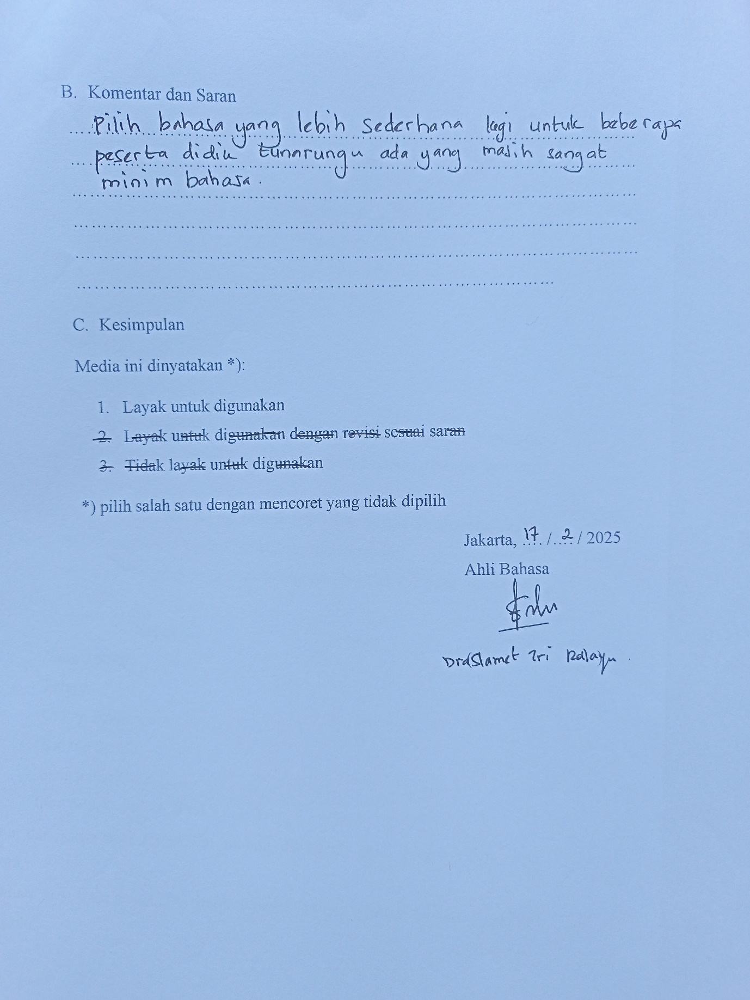 B. Komentar dan Saran
Pilih bahasa yang lebih sederhana lagi untuk beberapa
peserta didik tunarungu ada yang masih sangat
minim bahasa.
C. Kesimpulan
Media ini dinyatakan *):
1. Layak untuk digunakan
2. Layak untuk digunakan dengan revisi sesuai saran
3. Tidak layak untuk digunakan
*) pilih salah satu dengan mencoret yang tidak dipilih
Jakarta, 17 / 2 / 2025
Ahli Bahasa
Slamet Tri